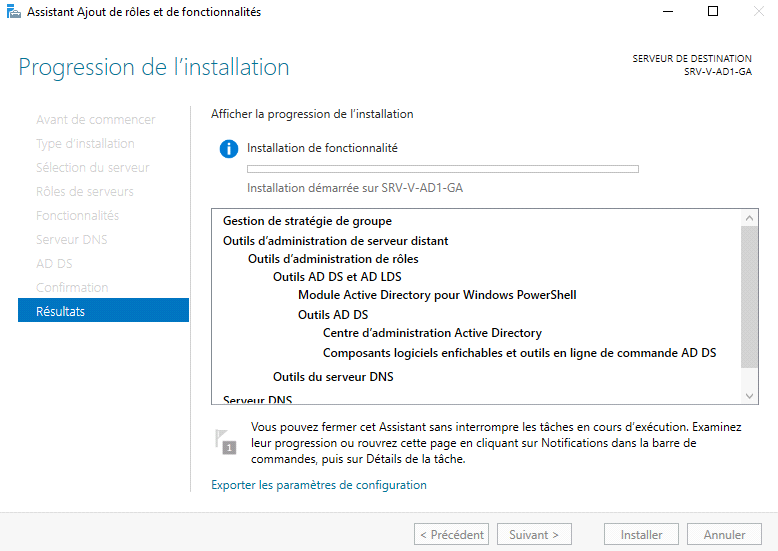 Assistant Ajout de rôles et de fonctionnalités
Progression de l'installation
SERVEUR DE DESTINATION
SRV-V-AD1-GA
Avant de commencer
Type d'installation
Sélection du serveur
Rôles de serveurs
Fonctionnalités
Serveur DNS
AD DS
Confirmation
Résultats
Afficher la progression de l'installation
Installation de fonctionnalité
Installation démarrée sur SRV-V-AD1-GA
Gestion de stratégie de groupe
Outils d'administration de serveur distant
Outils d'administration de rôles
Outils AD DS et AD LDS
Module Active Directory pour Windows PowerShell
Outils AD DS
Centre d'administration Active Directory
Composants logiciels enfichables et outils en ligne de commande AD DS
Outils du serveur DNS
Serveur DNS
1
Vous pouvez fermer cet Assistant sans interrompre les tâches en cours d'exécution. Examinez
leur progression ou rouvrez cette page en cliquant sur Notifications dans la barre de
commandes, puis sur Détails de la tâche.
Exporter les paramètres de configuration
< Précédent
Suivant >
Installer
Annuler